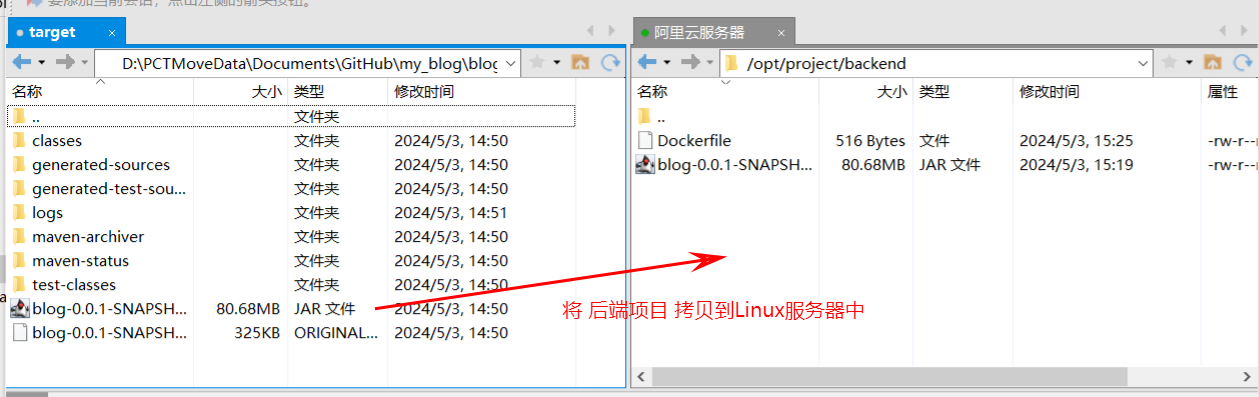 要添加当前会话，点击左侧的箭头按钮。
target ×
阿里云服务器 ×
D:\PCTMoveData\Documents\GitHub\my_blog\blog
/opt/project/backend
名称 大小 类型 修改时间
名称 大小 类型 修改时间 属性
.. 文件夹
..
classes 文件夹 2024/5/3, 14:50
Dockerfile 516 Bytes 文件 2024/5/3, 15:25 -rw-r--r
generated-sources 文件夹 2024/5/3, 14:50
blog-0.0.1-SNAPSH... 80.68MB JAR 文件 2024/5/3, 15:19 -rw-r--r
generated-test-sou... 文件夹 2024/5/3, 14:50
logs 文件夹 2024/5/3, 14:51
maven-archiver 文件夹 2024/5/3, 14:50
maven-status 文件夹 2024/5/3, 14:50
test-classes 文件夹 2024/5/3, 14:50
blog-0.0.1-SNAPSH... 80.68MB JAR 文件 2024/5/3, 14:50
将 后端项目 拷贝到Linux服务器中
blog-0.0.1-SNAPSH... 325KB ORIGINAL... 2024/5/3, 14:50